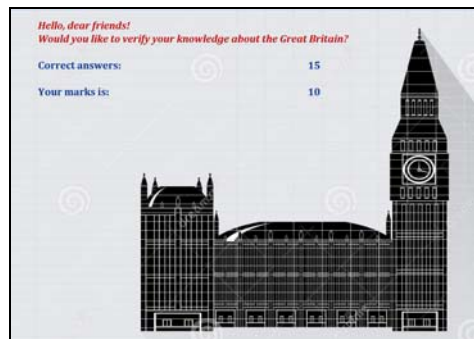 Hello, dear friends!
Would you like to verify your knowledge about the Great Britain?
Correct answers: 15
Your marks is: 10